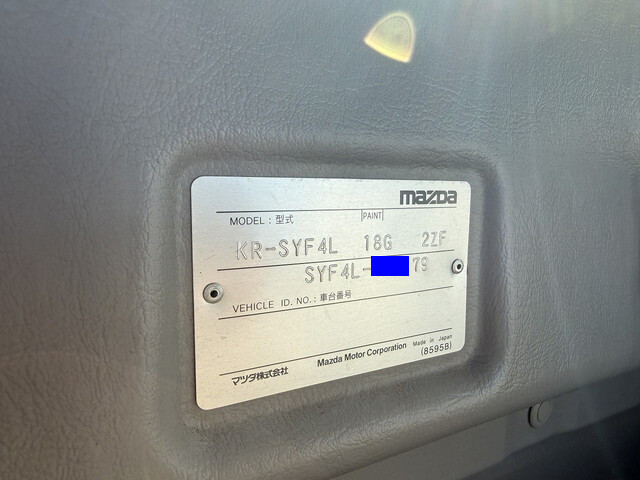 mazda
MODEL : 型式 PAINT
KR-SYF4L 18G 2ZF
SYF4L- 79
VEHICLE ID. NO. : 車台番号
マツダ株式会社 Mazda Motor Corporation Made in Japan
(8595B)